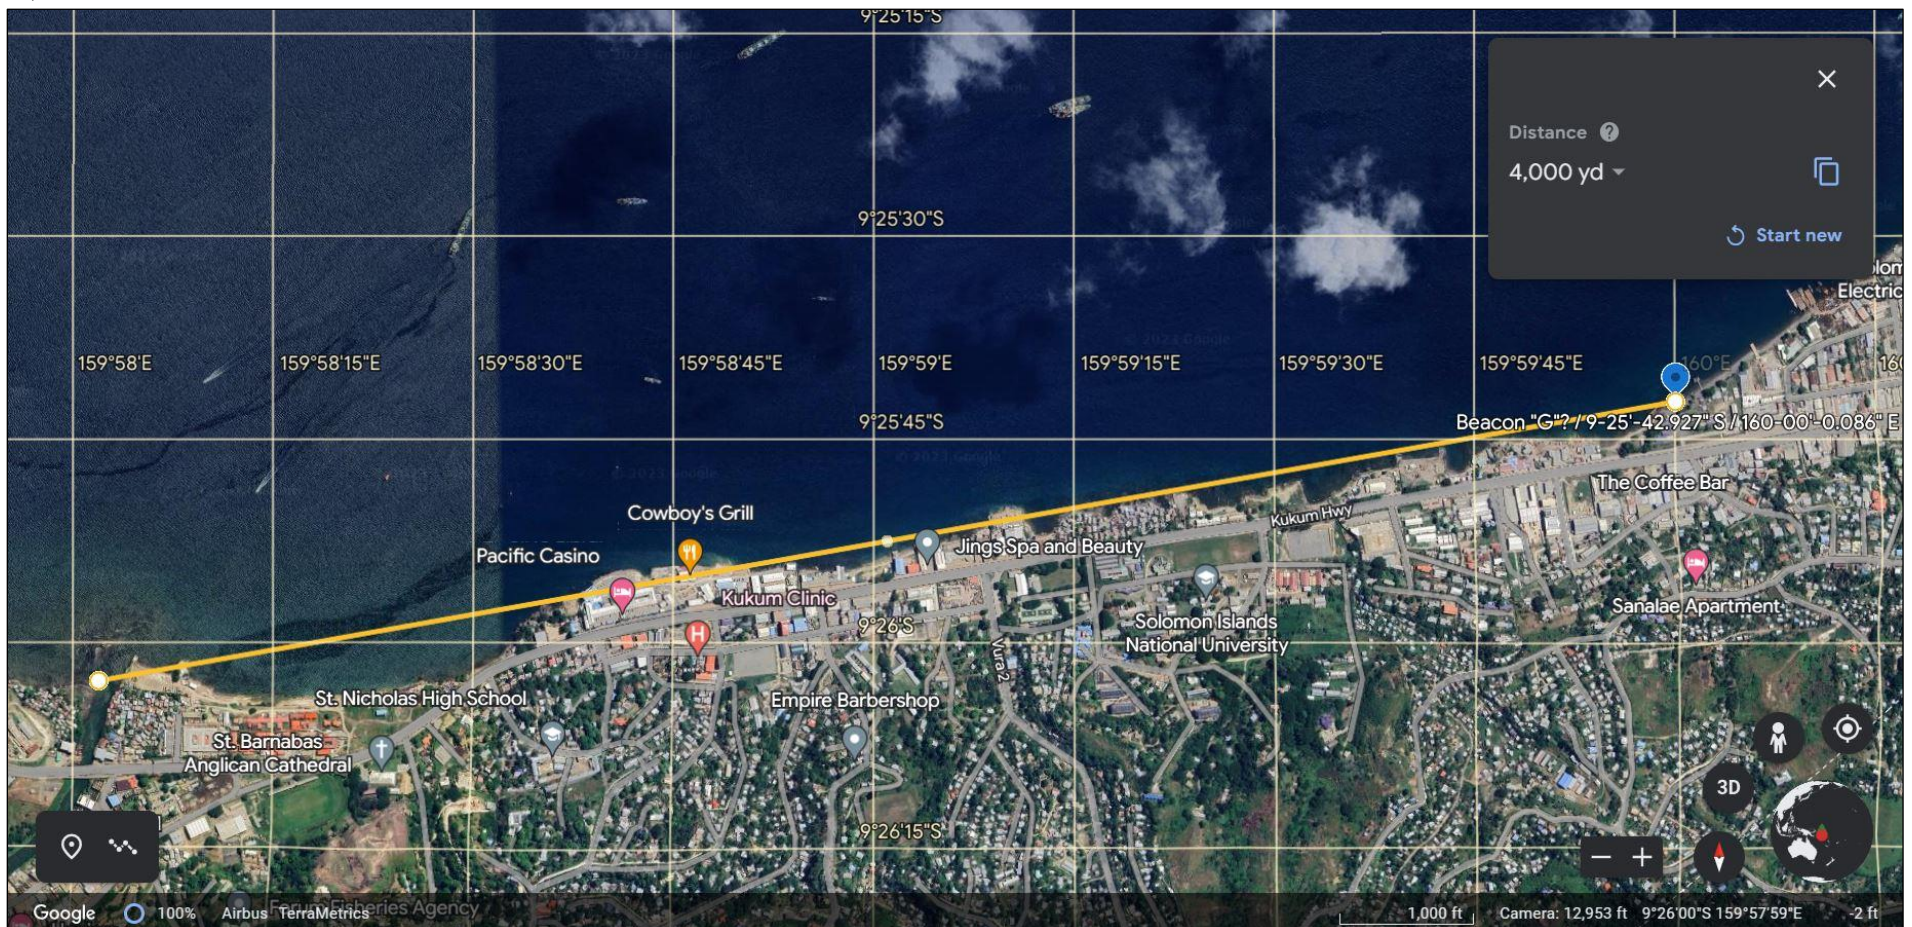 9°25'15"S
Distance ?
4,000 yd
Start new
9°25'30"S
Electric
159°58'E
159°58'15"E
159°58'30"E
159°58'45"E
159°59'E
159°59'15"E
159°59'30"E
159°59'45"E
160°E
9°25'45"S
Beacon "G"? / 9-25'-42.927" S / 160-00'-0.086" E
© 2023 Google
The Coffee Bar
Cowboy's Grill
Kukum Hwy
Pacific Casino
Jings Spa and Beauty
Kukum Clinic
H
Sanalae Apartment
9°26'S
Solomon Islands
National University
Vura 2
St. Nicholas High School
Empire Barbershop
St. Barnabas
Anglican Cathedral
3D
9°26'15"S
Forum Fisheries Agency
Google
100%
Airbus TerraMetrics
1,000 ft
Camera: 12,953 ft 9°26'00"S 159°57'59"E
-2 ft